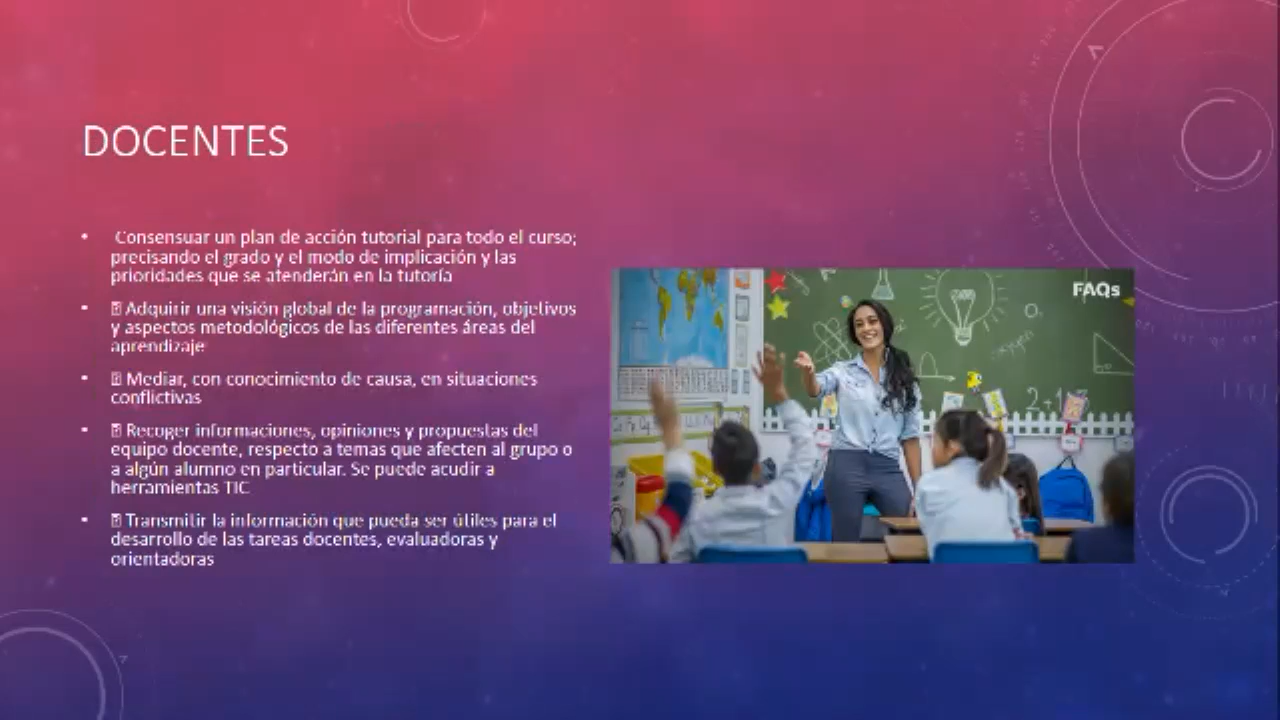 DOCENTES
• Consensuar un plan de acción tutorial para todo el curso;
precisando el grado y el modo de implicación y las
prioridades que se atenderán en la tutoría
• Adquirir una visión global de la programación, objetivos
y aspectos metodológicos de las diferentes áreas del
aprendizaje
• Mediar, con conocimiento de causa, en situaciones
conflictivas
• Recoger informaciones, opiniones y propuestas del
equipo docente, respecto a temas que afecten al grupo o
a algún alumno en particular. Se puede acudir a
herramientas TIC
• Transmitir la información que pueda ser útiles para el
desarrollo de las tareas docentes, evaluadoras y
orientadoras
FAQs
oxygen
2+1